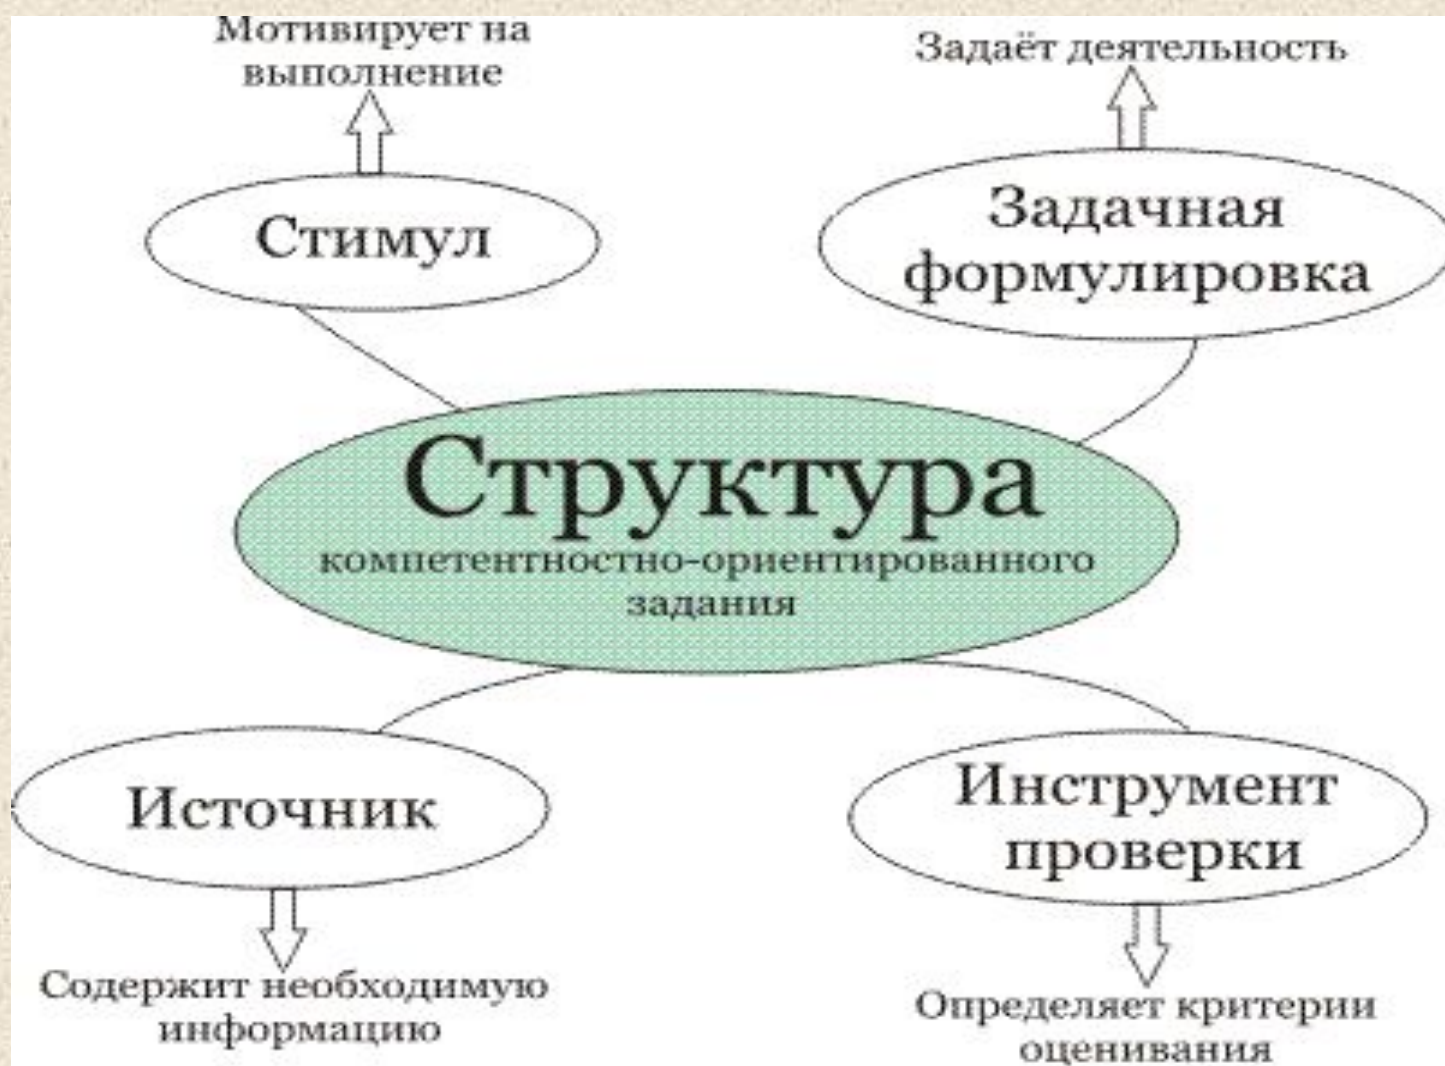 Мотивирует на
выполнение
Задаёт деятельность
Стимул
Задачная
формулировка
Структура
компетентностно-ориентированного
задания
Источник
Инструмент
проверки
Содержит необходимую
информацию
Определяет критерии
оценивания